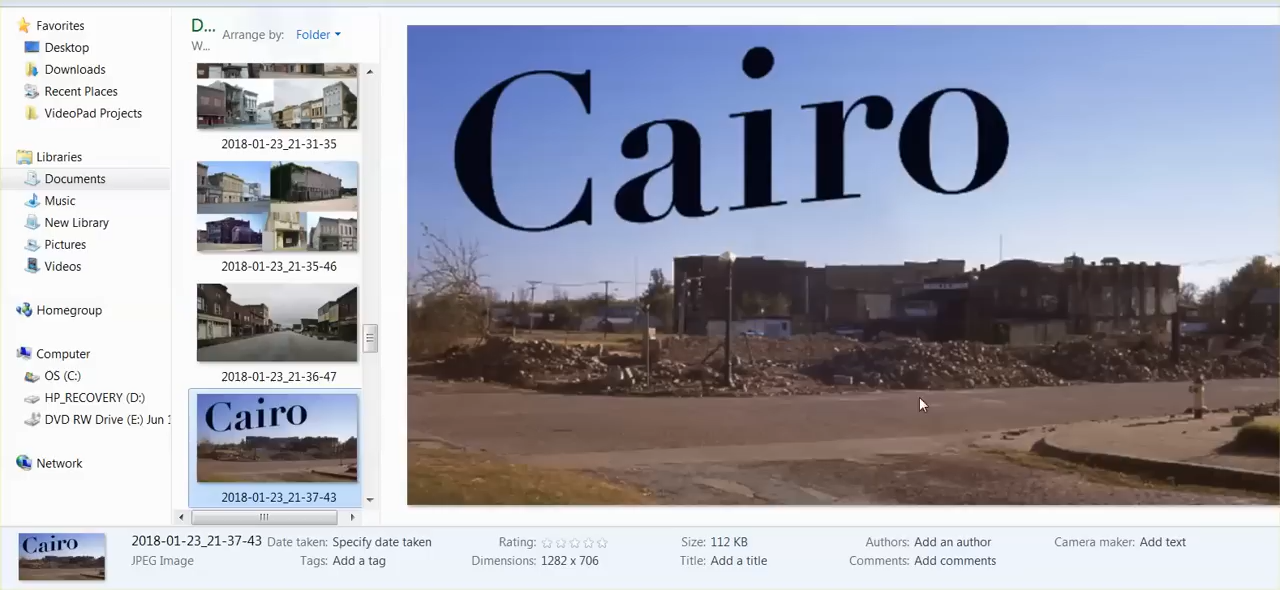 Favorites
Desktop
Downloads
Recent Places
VideoPad Projects
Libraries
Documents
Music
New Library
Pictures
Videos
Homegroup
Computer
OS (C:)
HP_RECOVERY (D:)
DVD RW Drive (E:) Jun
Network
D...
W...
Arrange by: Folder
2018-01-23_21-31-35
2018-01-23_21-35-46
2018-01-23_21-36-47
Cairo
2018-01-23_21-37-43
Cairo
Cairo
2018-01-23_21-37-43 Date taken: Specify date taken Rating: Size: 112 KB Authors: Add an author Camera maker: Add text
JPEG Image Tags: Add a tag Dimensions: 1282 x 706 Title: Add a title Comments: Add comments